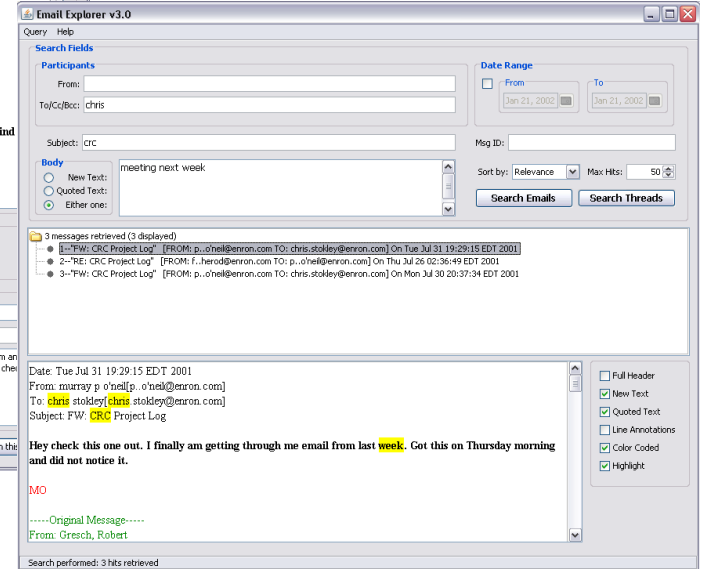 Email Explorer v3.0
Query Help
Search Fields
Participants
From:
To/Cc/Bcc: chris
Date Range
From
Jan 21, 2002
To
Jan 21, 2002
Subject: crc
Msg ID:
Body
New Text:
Quoted Text:
Either one:
meeting next week
Sort by: Relevance Max Hits: 50
Search Emails Search Threads
3 messages retrieved (3 displayed)
1--"FW: CRC Project Log" [FROM: p..o'neil@enron.com TO: chris.stokley@enron.com] On Tue Jul 31 19:29:15 EDT 2001
2--"RE: CRC Project Log" [FROM: f..herod@enron.com TO: p..o'neil@enron.com] On Thu Jul 26 02:36:49 EDT 2001
3--"FW: CRC Project Log" [FROM: p..o'neil@enron.com TO: chris.stokley@enron.com] On Mon Jul 30 20:37:34 EDT 2001
Date: Tue Jul 31 19:29:15 EDT 2001
From: murray p o'neil[p..o'neil@enron.com]
To: chris stokley[chris.stokley@enron.com]
Subject: FW: CRC Project Log
Hey check this one out. I finally am getting through me email from last week. Got this on Thursday morning
and did not notice it.
MO
-----Original Message-----
From: Gresch, Robert
Full Header
New Text
Quoted Text
Line Annotations
Color Coded
Highlight
Search performed: 3 hits retrieved